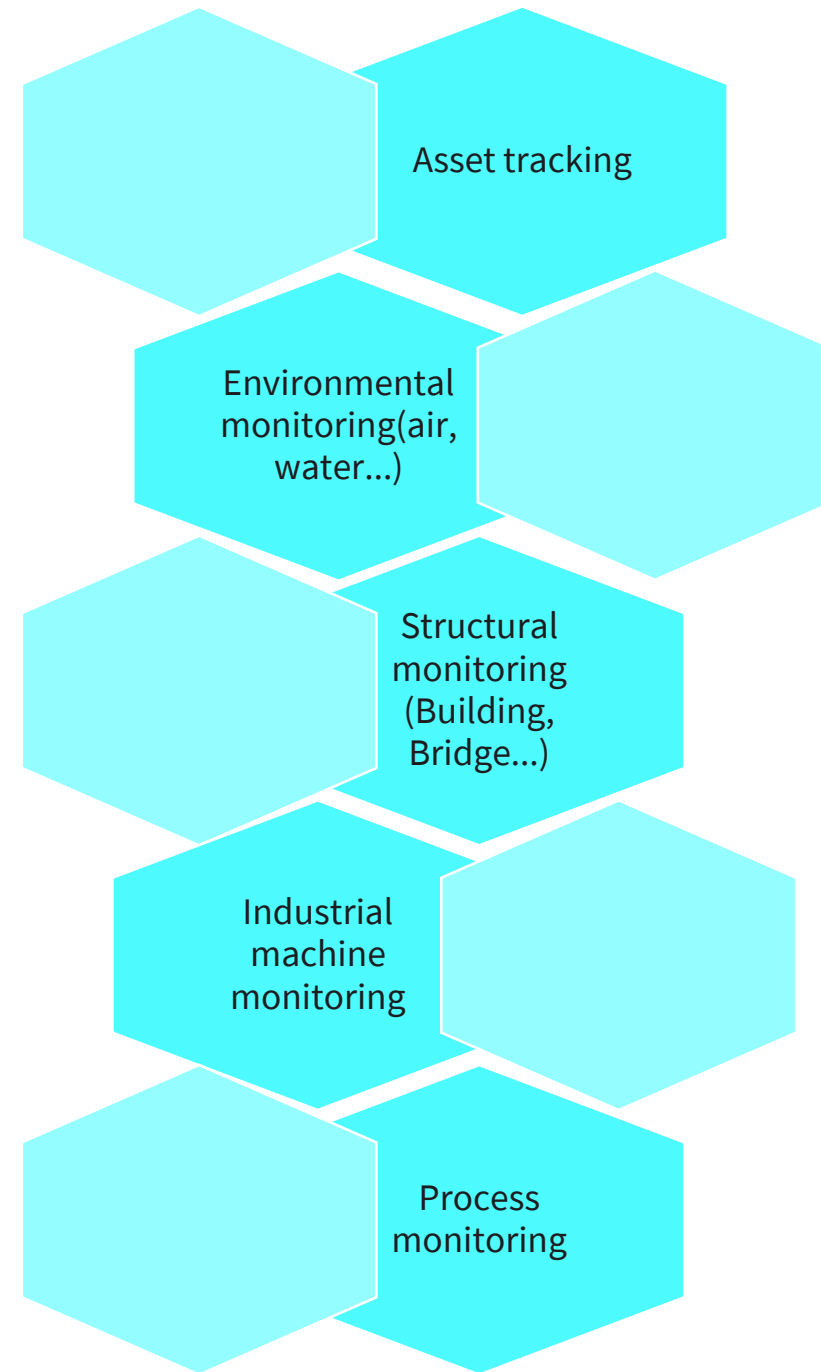 Asset tracking
Environmental
monitoring(air,
water...)
Structural
monitoring
(Building,
Bridge...)
Industrial
machine
monitoring
Process
monitoring